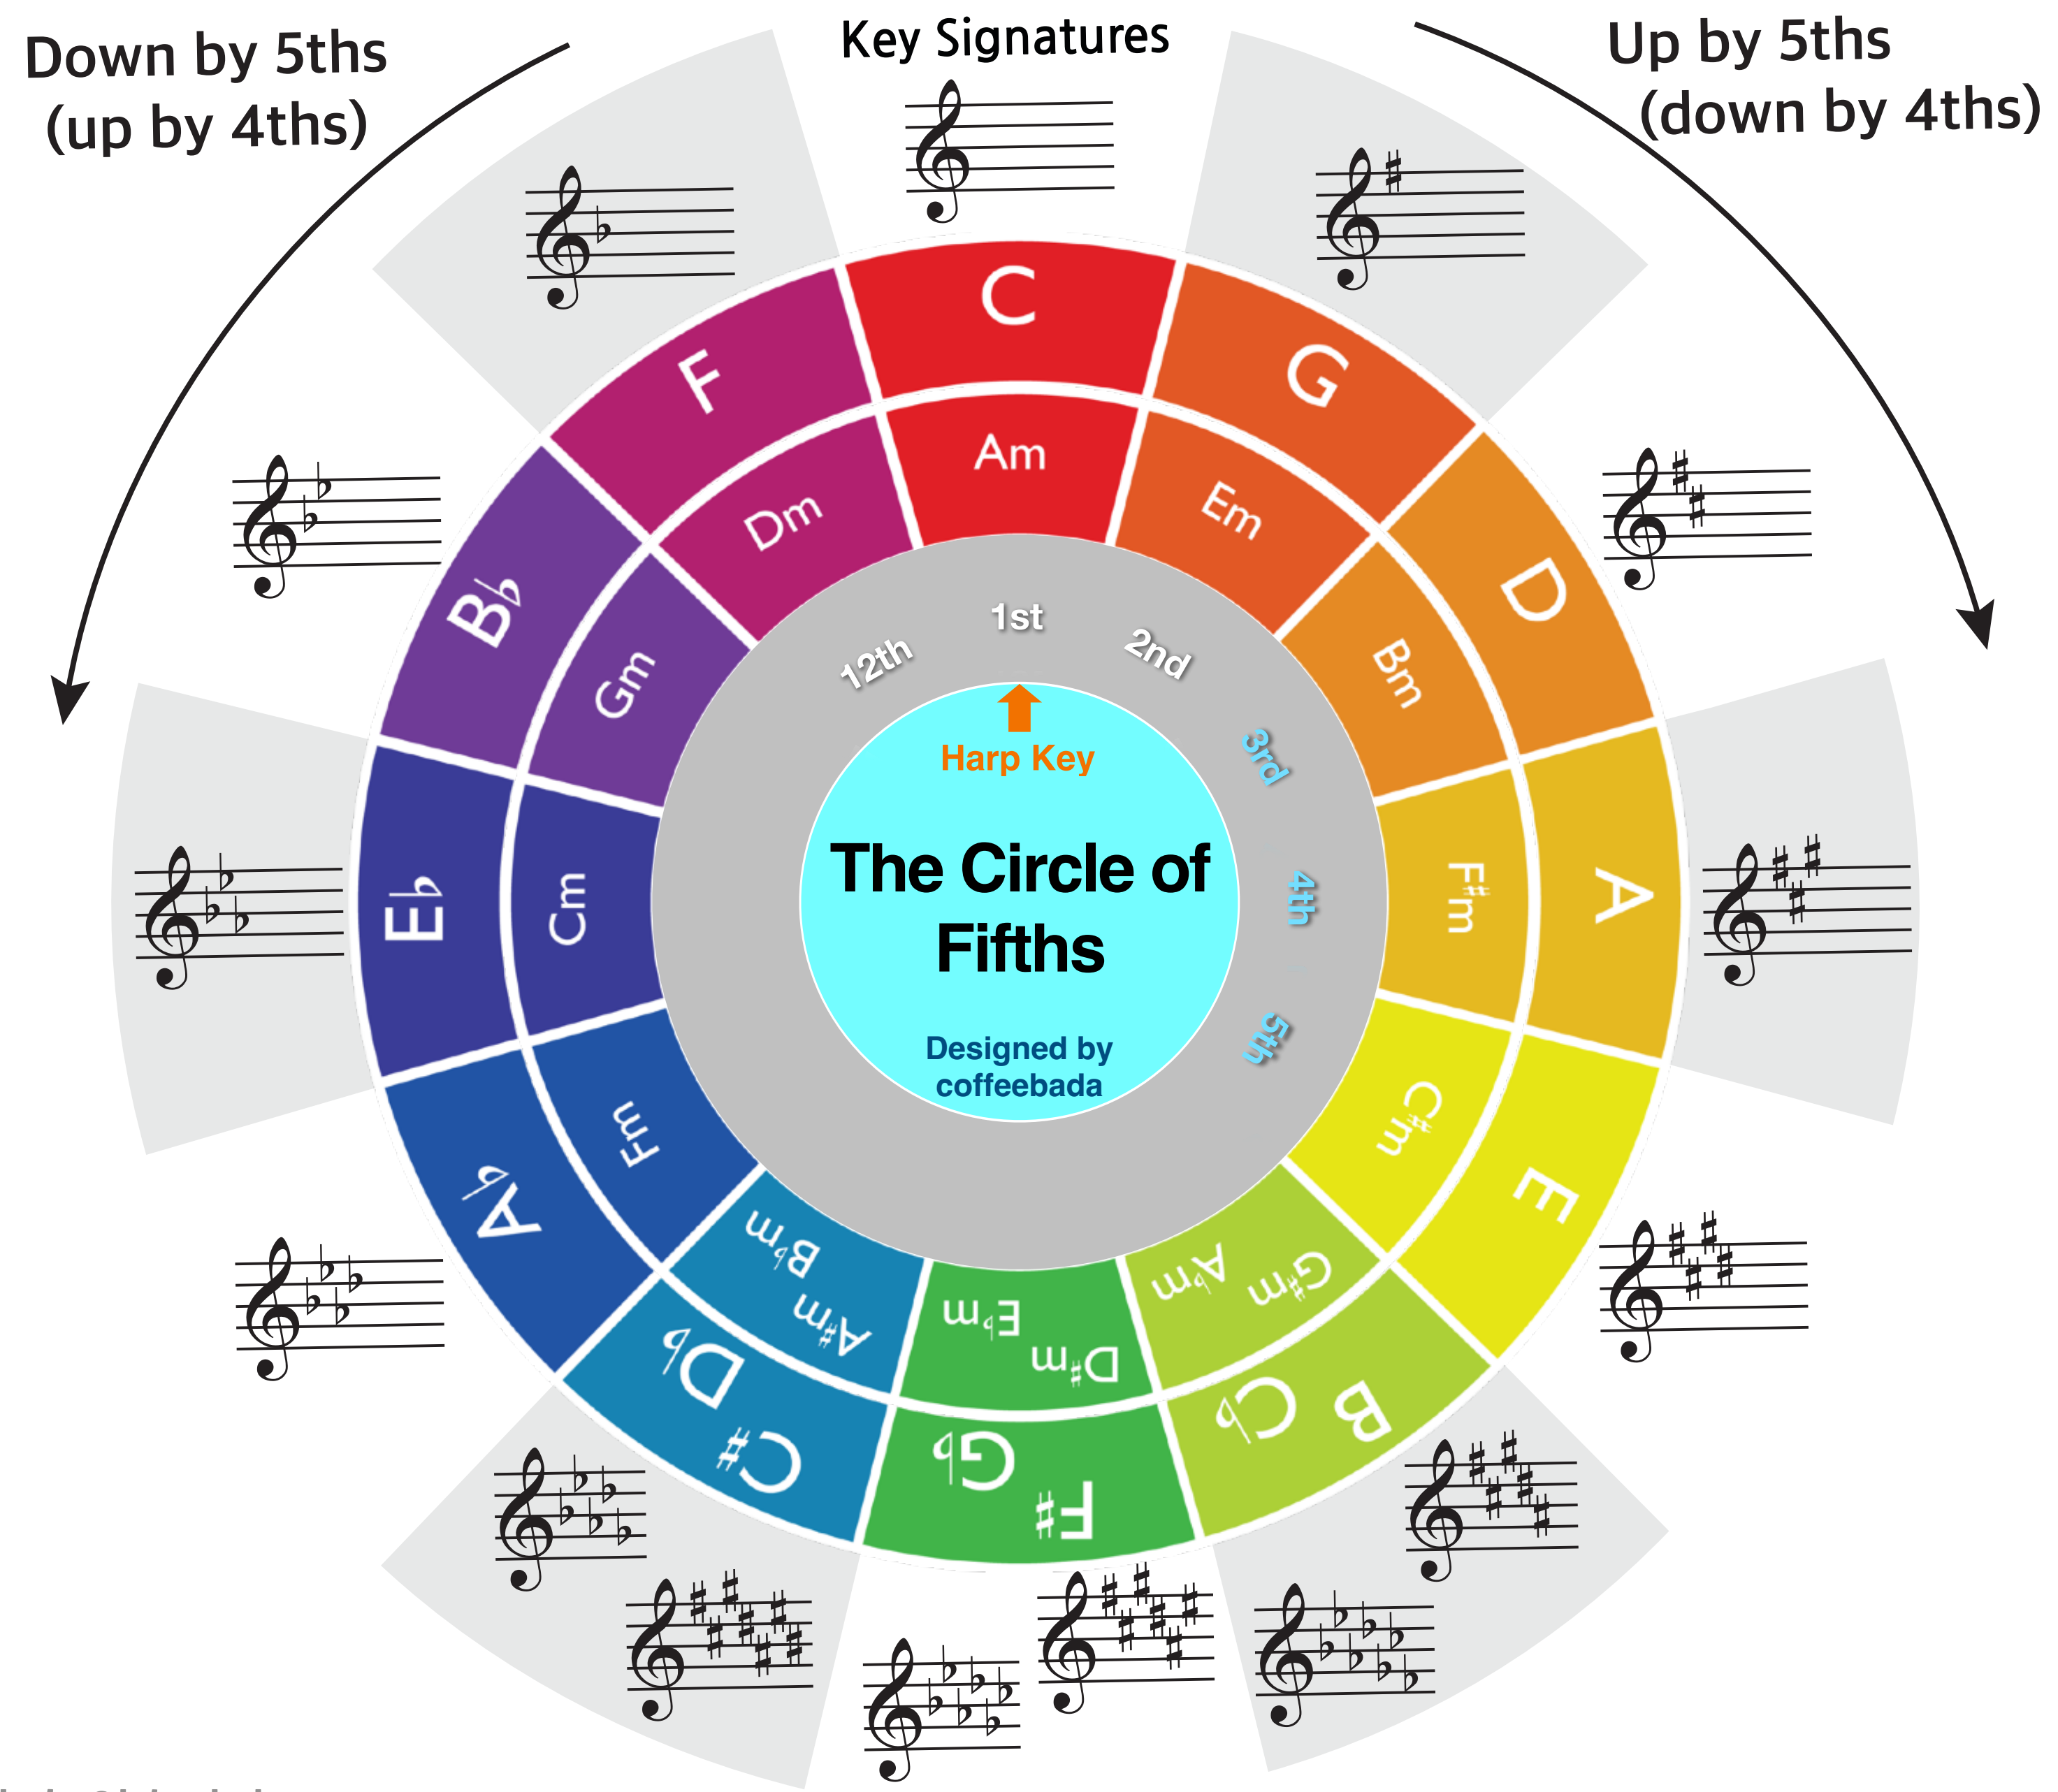 Down by 5ths
(up by 4ths)
Key Signatures
Up by 5ths
(down by 4ths)
C
G
D
A
E
B
C♭
F♯
G♭
C♯
D♭
A♭
E♭
B♭
F
Am
Em
Bm
F♯m
C♯m
G♯m
A♭m
D♯m
E♭m
A♯m
B♭m
Fm
Cm
Gm
Dm
12th
1st
2nd
3rd
4th
5th
Harp Key
The Circle of
Fifths
Designed by
coffeebada